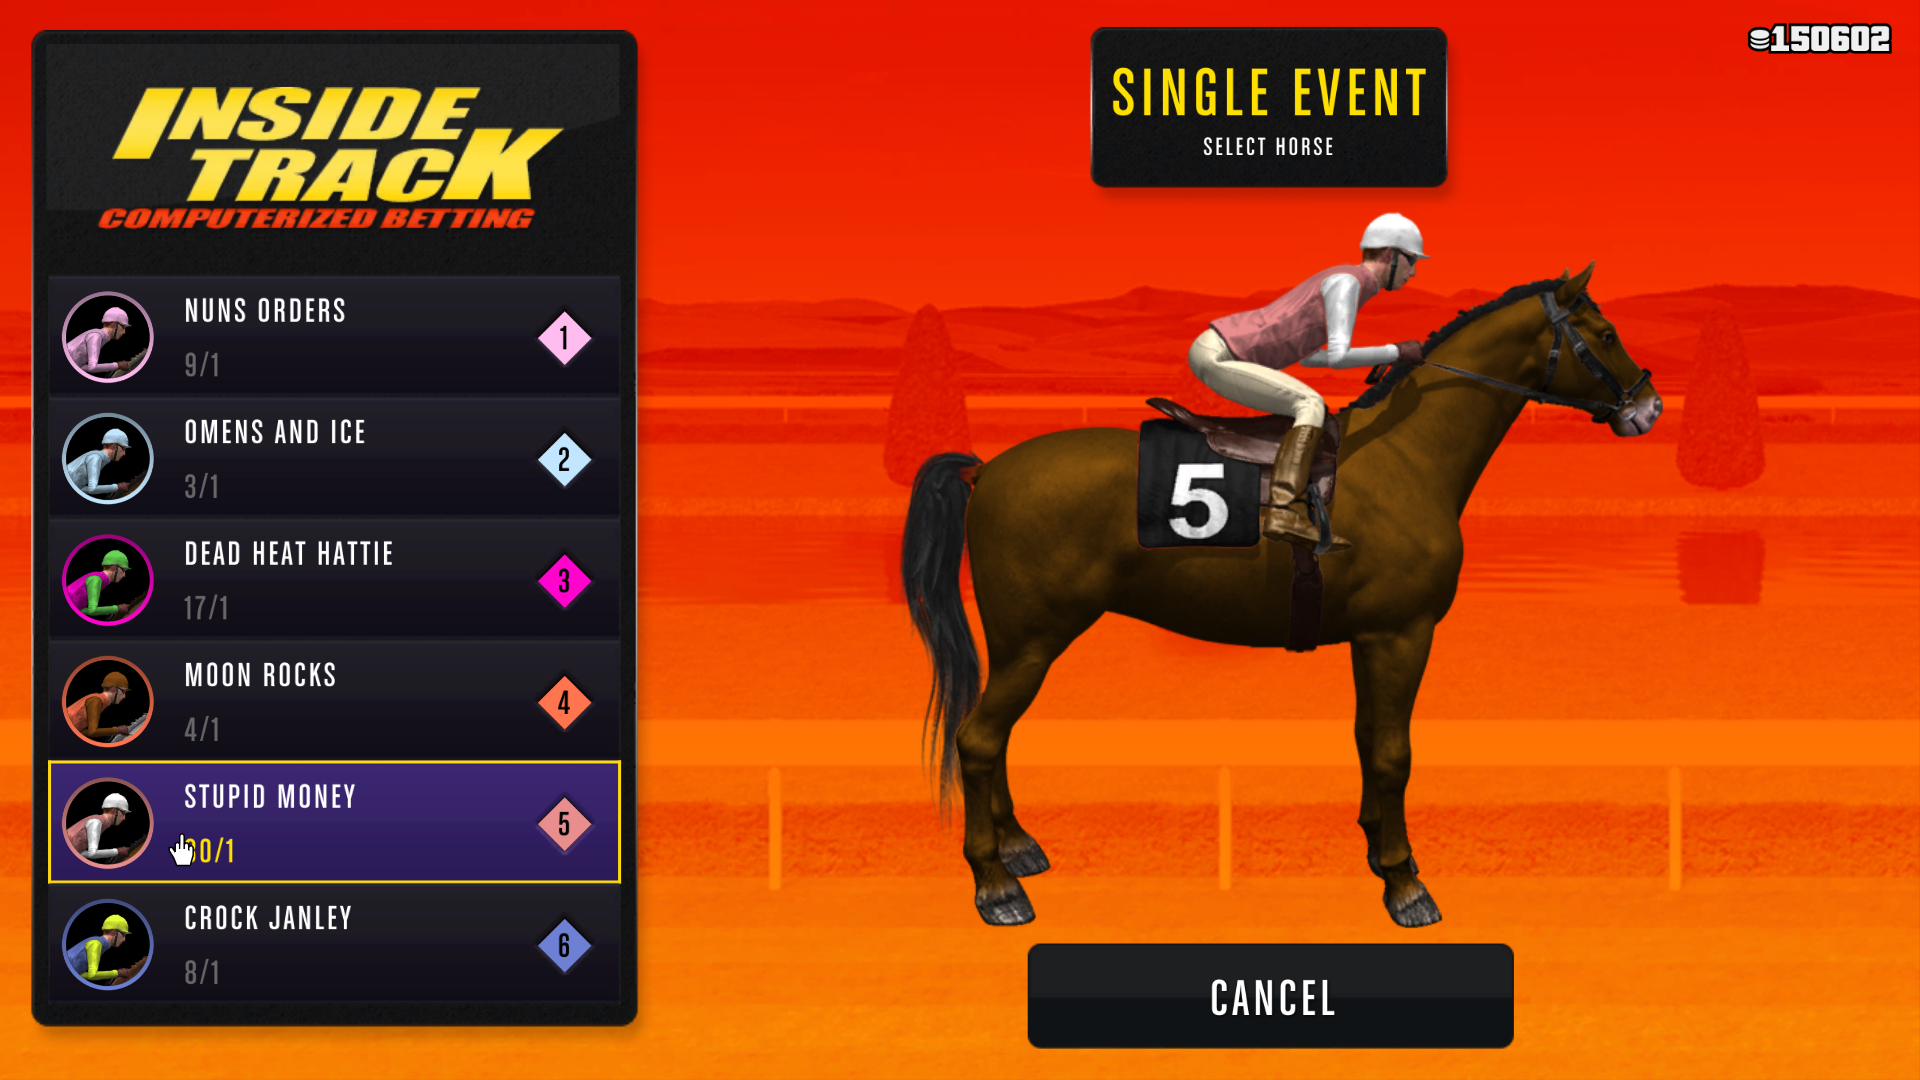 INSIDE
TRACK
COMPUTERIZED BETTING
NUNS ORDERS
9/1
1
OMENS AND ICE
3/1
2
DEAD HEAT HATTIE
17/1
3
MOON ROCKS
4/1
4
STUPID MONEY
0/1
5
CROCK JANLEY
8/1
6
SINGLE EVENT
SELECT HORSE
150602
5
CANCEL